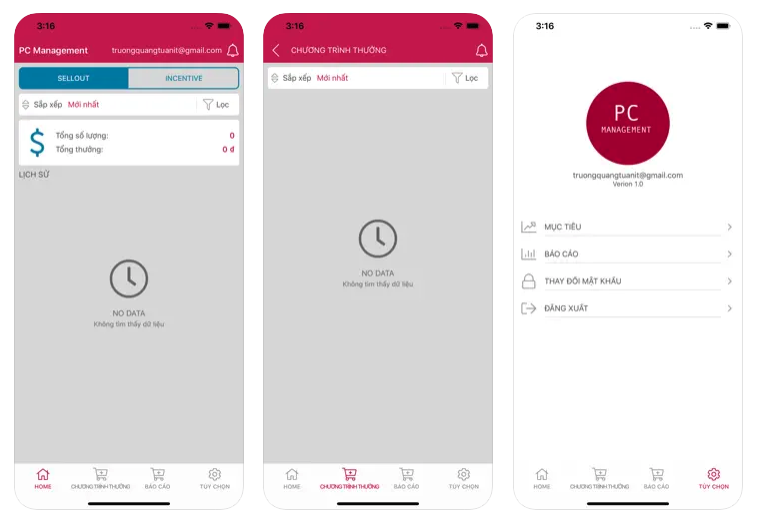 3:16
PC Management truongquangtuanit@gmail.com
SELLOUT INCENTIVE
Sắp xếp Mới nhất Lọc
Tổng số lượng: 0
Tổng thưởng: 0 đ
LỊCH SỬ
NO DATA
Không tìm thấy dữ liệu
HOME CHƯƠNG TRÌNH THƯỞNG BÁO CÁO TÙY CHỌN
3:16
CHƯƠNG TRÌNH THƯỞNG
Sắp xếp Mới nhất Lọc
NO DATA
Không tìm thấy dữ liệu
HOME CHƯƠNG TRÌNH THƯỞNG BÁO CÁO TÙY CHỌN
3:16
PC
MANAGEMENT
truongquangtuanit@gmail.com
Verion 1.0
MỤC TIÊU
BÁO CÁO
THAY ĐỔI MẬT KHẨU
ĐĂNG XUẤT
HOME CHƯƠNG TRÌNH THƯỞNG BÁO CÁO TÙY CHỌN